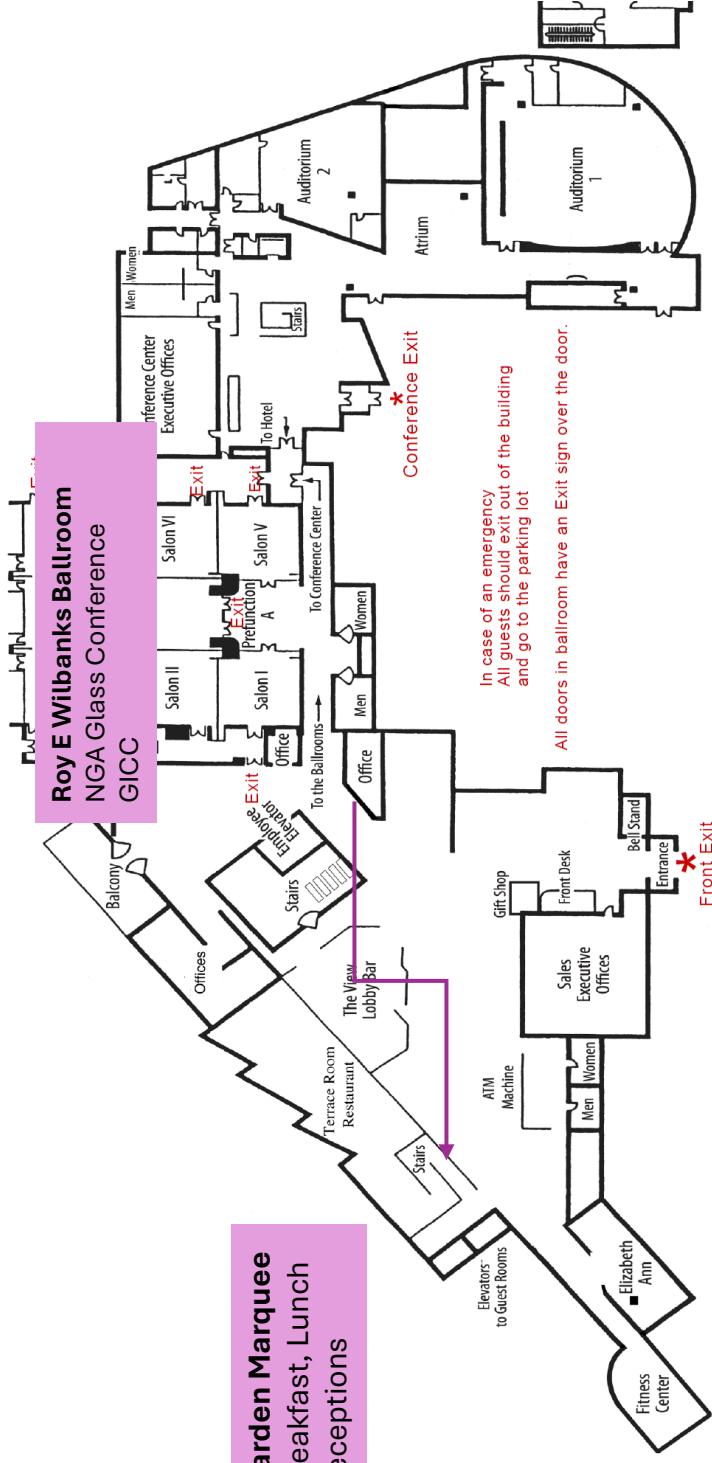 Auditorium
2
Auditorium
1
Atrium
Men
Women
nference Center
Executive Offices
Stairs
To Hotel
*
Conference Exit
Exit
Exit
Exit
Roy E Wilbanks Ballroom
NGA Glass Conference
GICC
Salon VI
Salon V
Exit
Prefunction
A
To Conference Center
Salon II
Salon I
Women
Men
Office
Office
Exit
To the Ballrooms
In case of an emergency
All guests should exit out of the building
and go to the parking lot
All doors in ballroom have an Exit sign over the door.
Employee
Elevator
Stairs
Balcony
Offices
The View
Lobby Bar
Terrace Room
Restaurant
Stairs
Bell Stand
Entrance
*
Front Exit
Gift Shop
Front Desk
Sales
Executive
Offices
ATM
Machine
Women
Men
Elevators
to Guest Rooms
Elizabeth
Ann
Fitness
Center
arden Marquee
eakfast, Lunch
eceptions